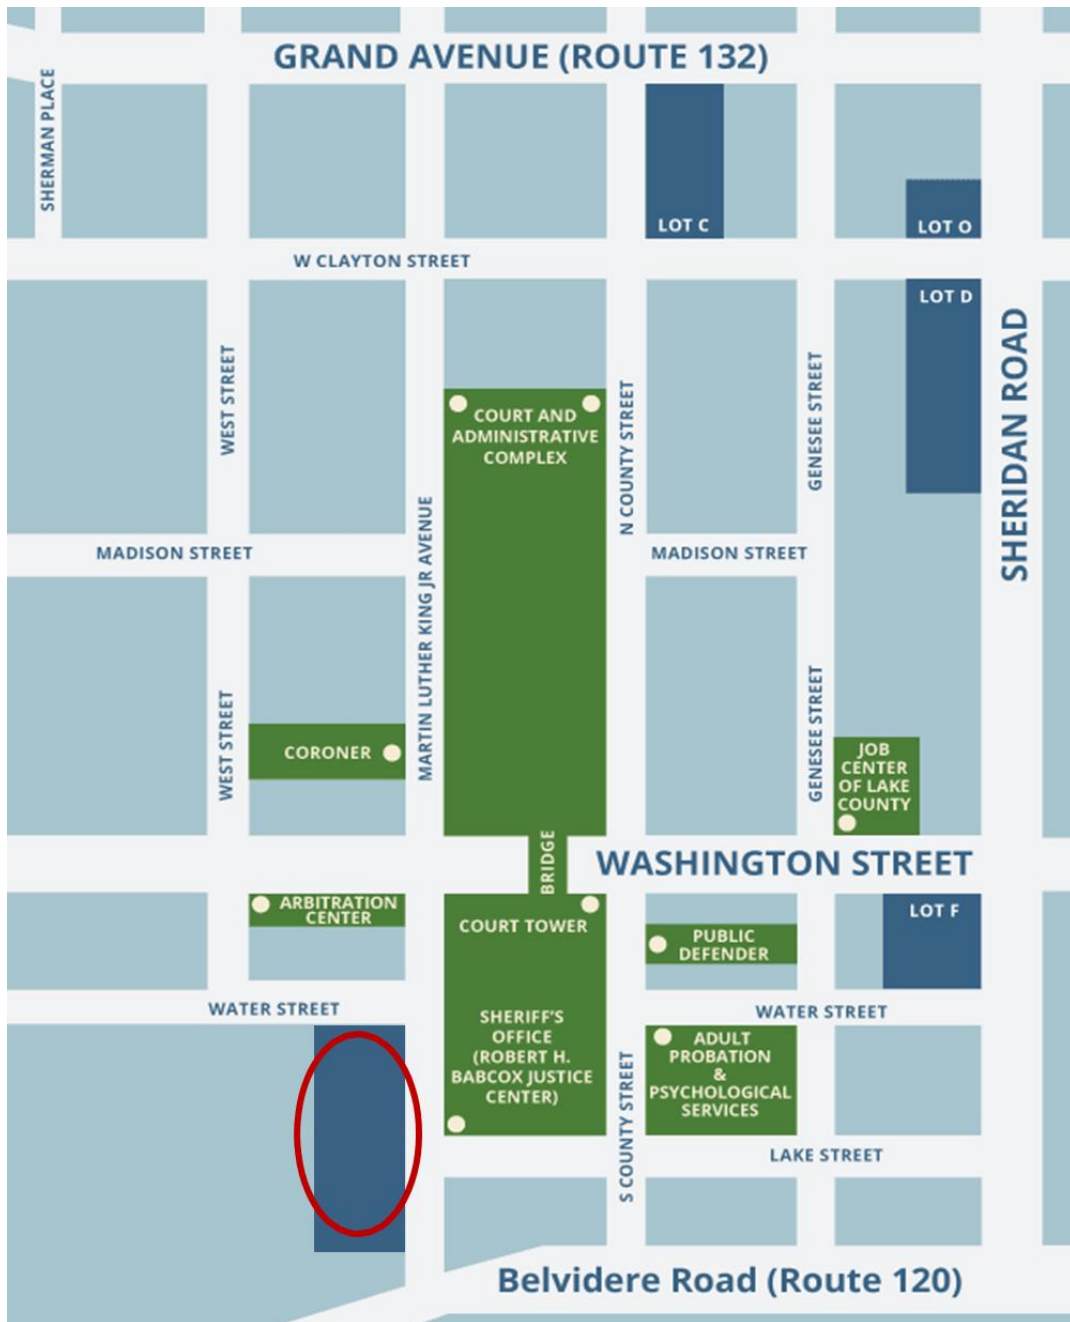 GRAND AVENUE (ROUTE 132)
SHERMAN PLACE
LOT C
LOT O
W CLAYTON STREET
LOT D
WEST STREET
COURT AND
ADMINISTRATIVE
COMPLEX
N COUNTY STREET
GENESEE STREET
SHERIDAN ROAD
MADISON STREET
MADISON STREET
MARTIN LUTHER KING JR AVENUE
WEST STREET
CORONER
GENESEE STREET
JOB
CENTER
OF LAKE
COUNTY
BRIDGE
WASHINGTON STREET
ARBITRATION
CENTER
COURT TOWER
PUBLIC
DEFENDER
LOT F
WATER STREET
WATER STREET
SHERIFF'S
OFFICE
(ROBERT H.
BABCOX JUSTICE
CENTER)
S COUNTY STREET
ADULT
PROBATION
&
PSYCHOLOGICAL
SERVICES
LAKE STREET
Belvidere Road (Route 120)